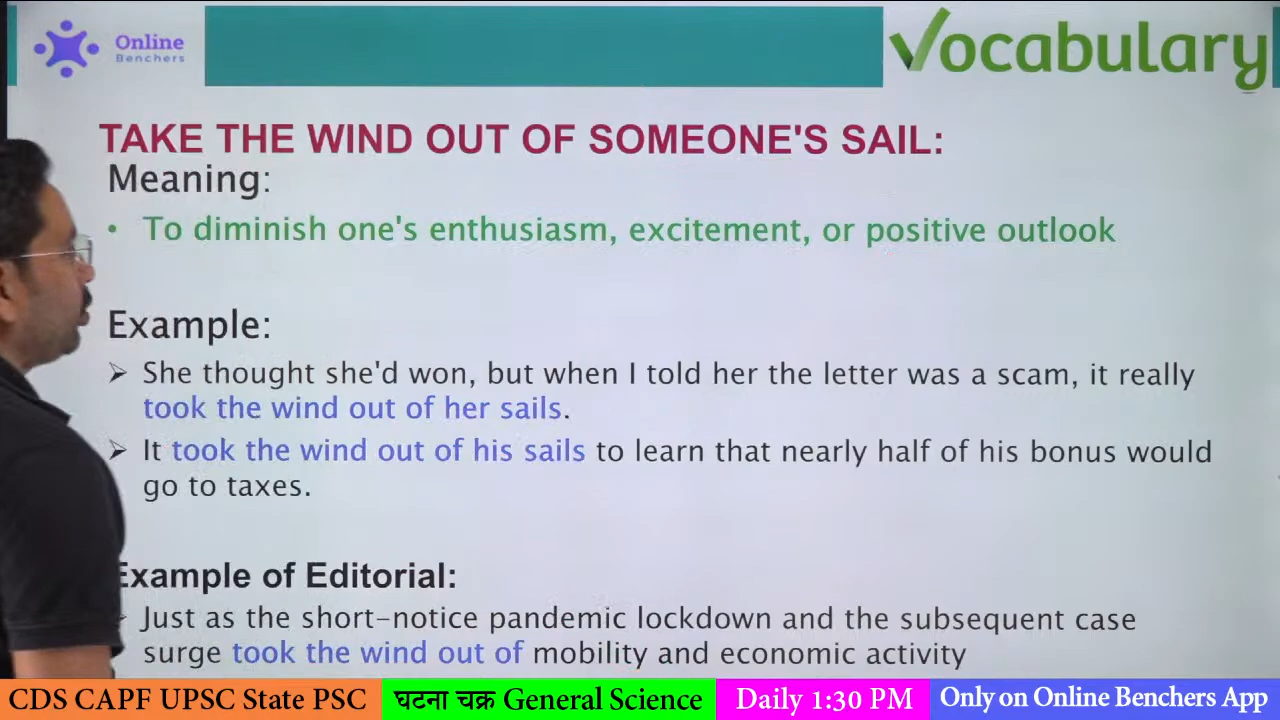 Online
Benchers
Vocabulary
TAKE THE WIND OUT OF SOMEONE'S SAIL:
Meaning:
• To diminish one's enthusiasm, excitement, or positive outlook
Example:
➢ She thought she'd won, but when I told her the letter was a scam, it really
took the wind out of her sails.
➢ It took the wind out of his sails to learn that nearly half of his bonus would
go to taxes.
Example of Editorial:
Just as the short-notice pandemic lockdown and the subsequent case
surge took the wind out of mobility and economic activity
CDS CAPF UPSC State PSC घटना चक्र General Science Daily 1:30 PM Only on Online Benchers App